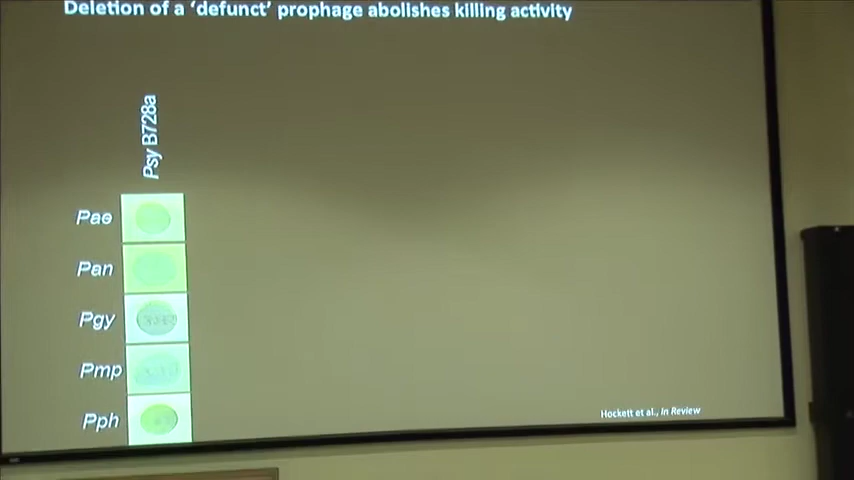 Deletion of a ‘defunct’ prophage abolishes killing activity
Psy B728a
Pae
Pan
Pgy
Pmp
Pph
Hockett et al., In Review